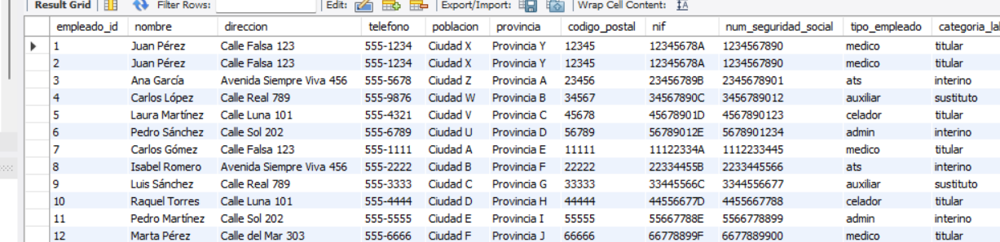 Result Grid Filter Rows: Edit: Export/Import: Wrap Cell Content: IA
empleado_id nombre direccion telefono poblacion provincia codigo_postal nif num_seguridad_social tipo_empleado categoria_la
1 Juan Pérez Calle Falsa 123 555-1234 Ciudad X Provincia Y 12345 12345678A 1234567890 medico titular
2 Juan Pérez Calle Falsa 123 555-1234 Ciudad X Provincia Y 12345 12345678A 1234567890 medico titular
3 Ana García Avenida Siempre Viva 456 555-5678 Ciudad Z Provincia A 23456 23456789B 2345678901 ats interino
4 Carlos López Calle Real 789 555-9876 Ciudad W Provincia B 34567 34567890C 3456789012 auxiliar sustituto
5 Laura Martínez Calle Luna 101 555-4321 Ciudad V Provincia C 45678 45678901D 4567890123 celador titular
6 Pedro Sánchez Calle Sol 202 555-6789 Ciudad U Provincia D 56789 56789012E 5678901234 admin interino
7 Carlos Gómez Calle Falsa 123 555-1111 Ciudad A Provincia E 11111 11122334A 1112233445 medico titular
8 Isabel Romero Avenida Siempre Viva 456 555-2222 Ciudad B Provincia F 22222 22334455B 2233445566 ats interino
9 Luis Sánchez Calle Real 789 555-3333 Ciudad C Provincia G 33333 33445566C 3344556677 auxiliar sustituto
10 Raquel Torres Calle Luna 101 555-4444 Ciudad D Provincia H 44444 44556677D 4455667788 celador titular
11 Pedro Martínez Calle Sol 202 555-5555 Ciudad E Provincia I 55555 55667788E 5566778899 admin interino
12 Marta Pérez Calle del Mar 303 555-6666 Ciudad F Provincia J 66666 66778899F 6677889900 medico titular